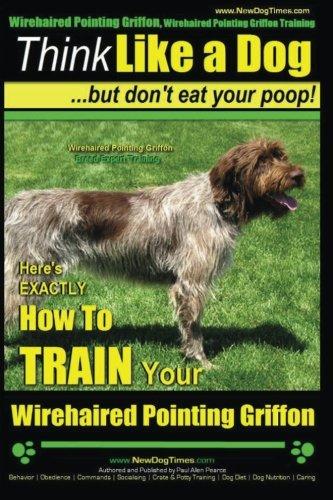 www.NewDogTimes.com
Wirehaired Pointing Griffon, Wirehaired Pointing Griffon Training
Think Like a Dog
...but don't eat your poop!
Wirehaired Pointing Griffon
Breed Expert Training
Here's
EXACTLY
How To
TRAIN Your
Wirehaired Pointing Griffon
www.NewDogTimes.com
Authored and Published by Paul Allen Pearce
Behavior | Obedience | Commands | Socializing | Crate & Potty Training | Dog Diet | Dog Nutrition | Caring